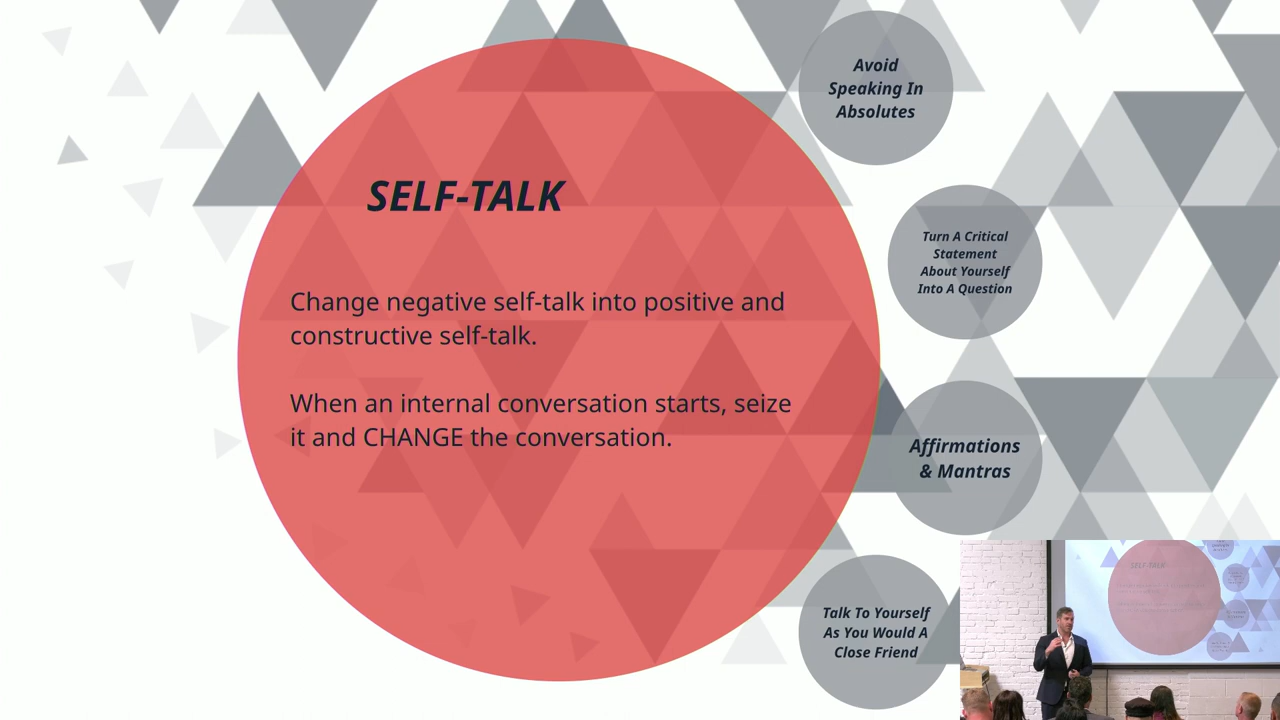 SELF-TALK
Change negative self-talk into positive and
constructive self-talk.
When an internal conversation starts, seize
it and CHANGE the conversation.
Avoid
Speaking In
Absolutes
Turn A Critical
Statement
About Yourself
Into A Question
Affirmations
& Mantras
Talk To Yourself
As You Would A
Close Friend
SELF-TALK